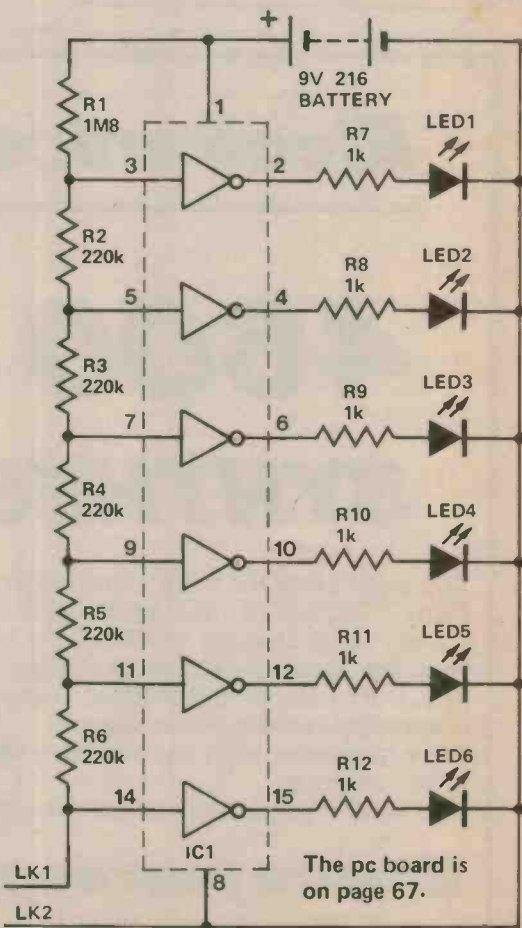 +
9V 216
BATTERY
1
R1
1M8
R7
1k
LED1
3
2
R2
220k
R8
1k
LED2
5
4
R3
220k
R9
1k
LED3
7
6
R4
220k
R10
1k
LED4
9
10
R5
220k
R11
1k
LED5
11
12
R6
220k
R12
1k
LED6
14
15
IC1
The pc board is
on page 67.
LK1
8
LK2